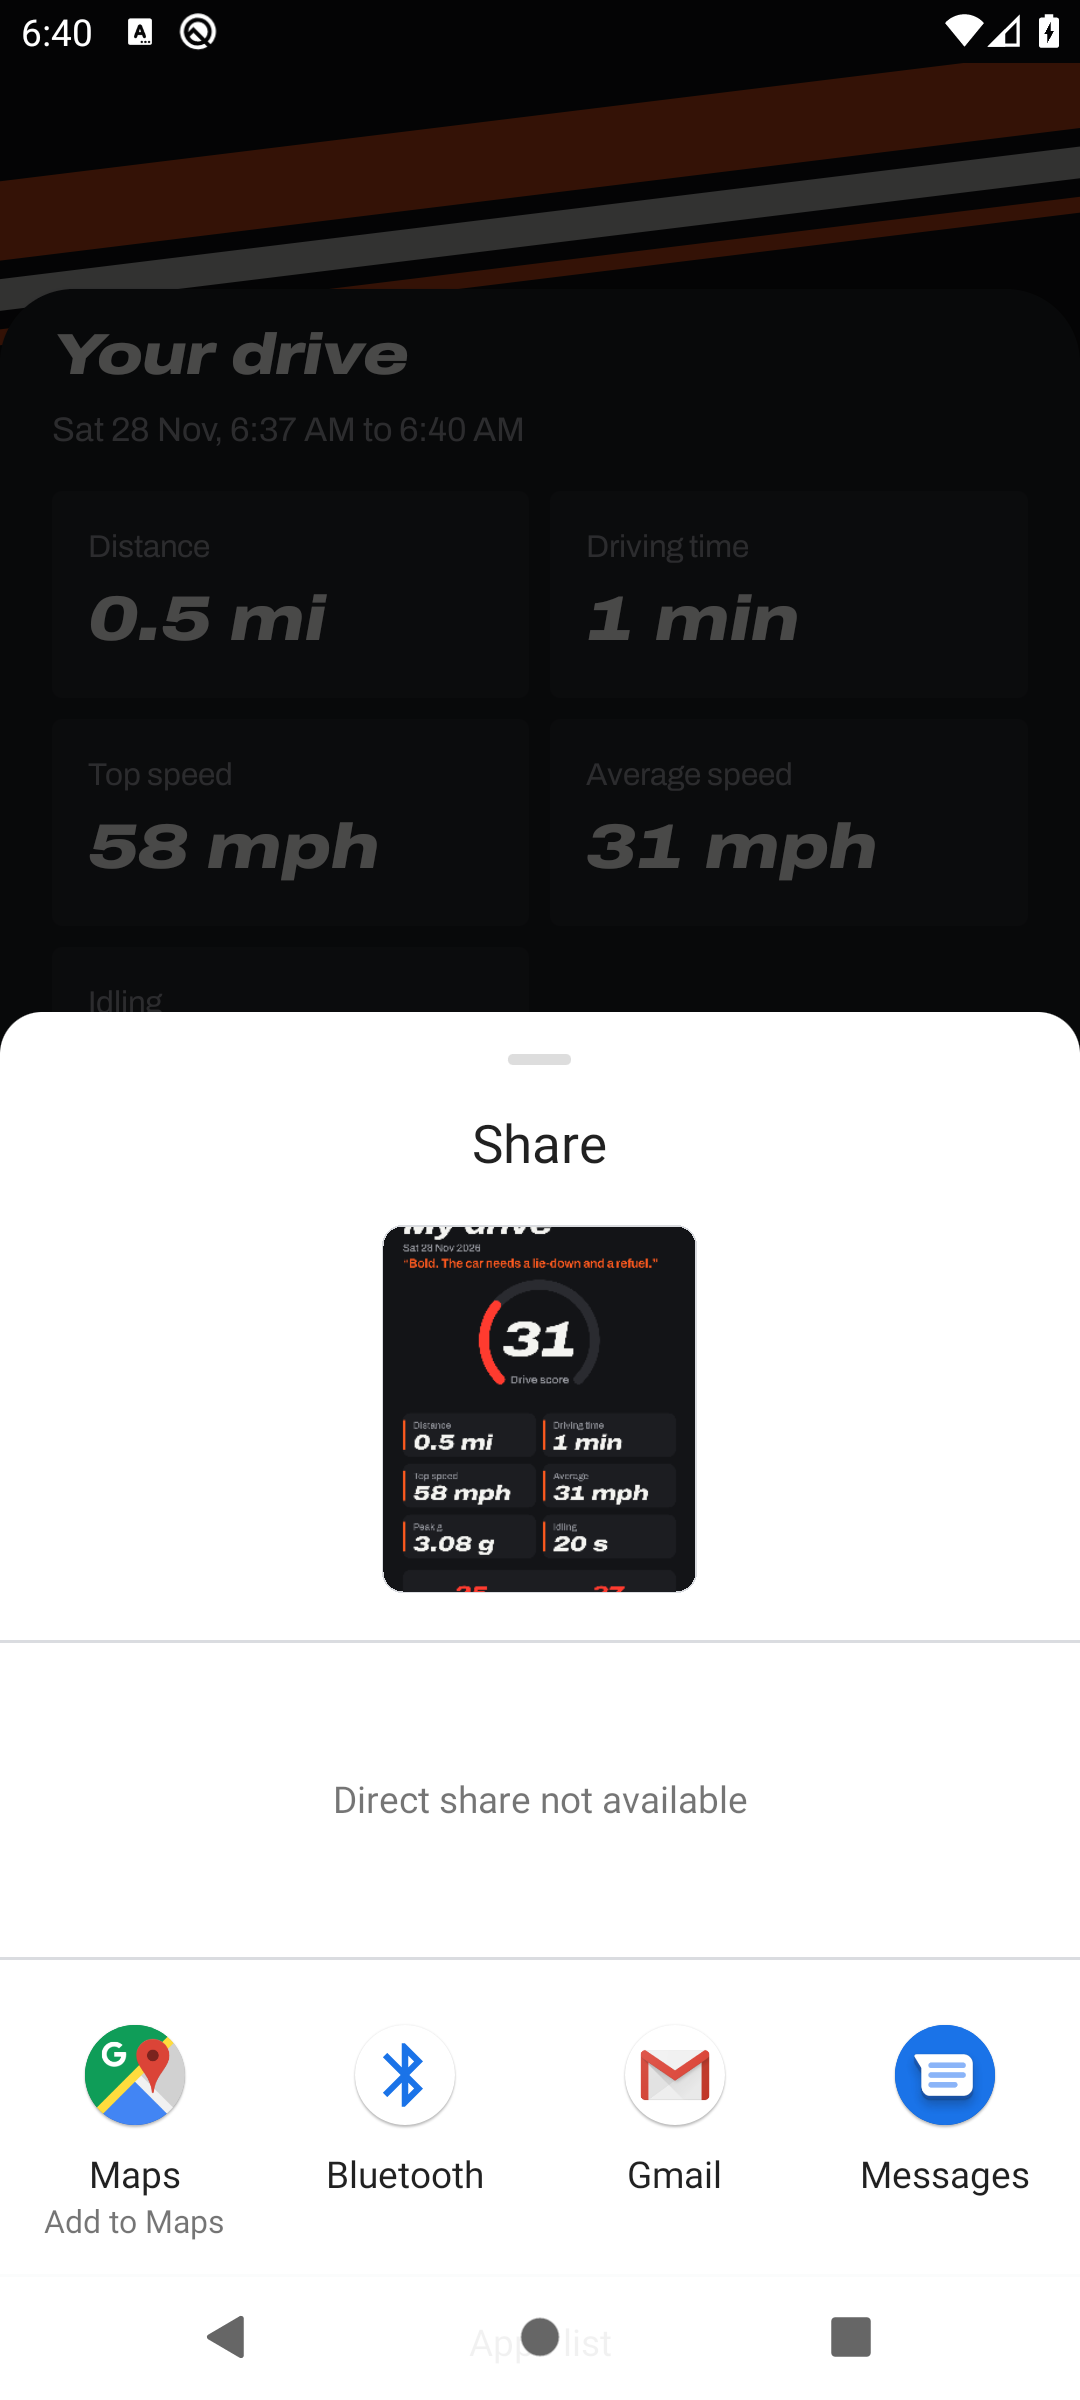 6:40
Your drive
Sat 28 Nov, 6:37 AM to 6:40 AM
Distance
Driving time
0.5 mi
1 min
Top speed
Average speed
58 mph
31 mph
Idling
Share
My drive
Sat 28 Nov 2026
"Bold. The car needs a lie-down and a refuel."
31
Drive score
Distance
Driving time
0.5 mi
1 min
Top speed
Average
58 mph
31 mph
Peak g
Idling
3.08 g
20 s
Direct share not available
Maps
Bluetooth
Gmail
Messages
Add to Maps